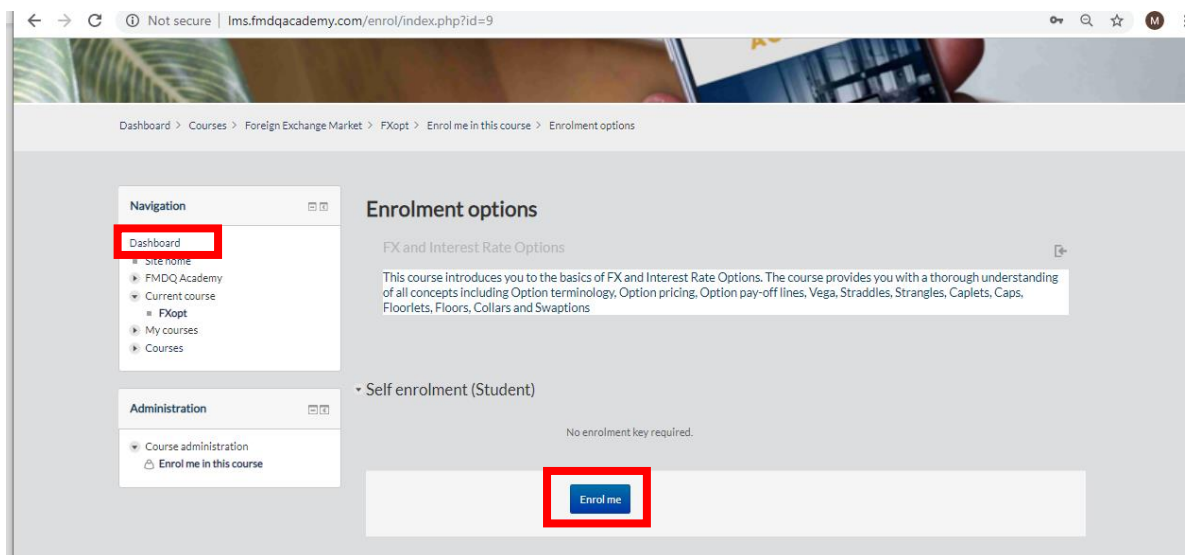 Not secure | lms.fmdqacademy.com/enrol/index.php?id=9
M
Dashboard > Courses > Foreign Exchange Market > FXopt > Enrol me in this course > Enrolment options
Navigation
Dashboard
Site home
FMDQ Academy
Current course
FXopt
My courses
Courses
Administration
Course administration
Enrol me in this course
Enrolment options
FX and Interest Rate Options
This course introduces you to the basics of FX and Interest Rate Options. The course provides you with a thorough understanding
of all concepts including Option terminology, Option pricing, Option pay-off lines, Vega, Straddles, Strangles, Caplets, Caps,
Floorlets, Floors, Collars and Swaptions
Self enrolment (Student)
No enrolment key required.
Enrol me